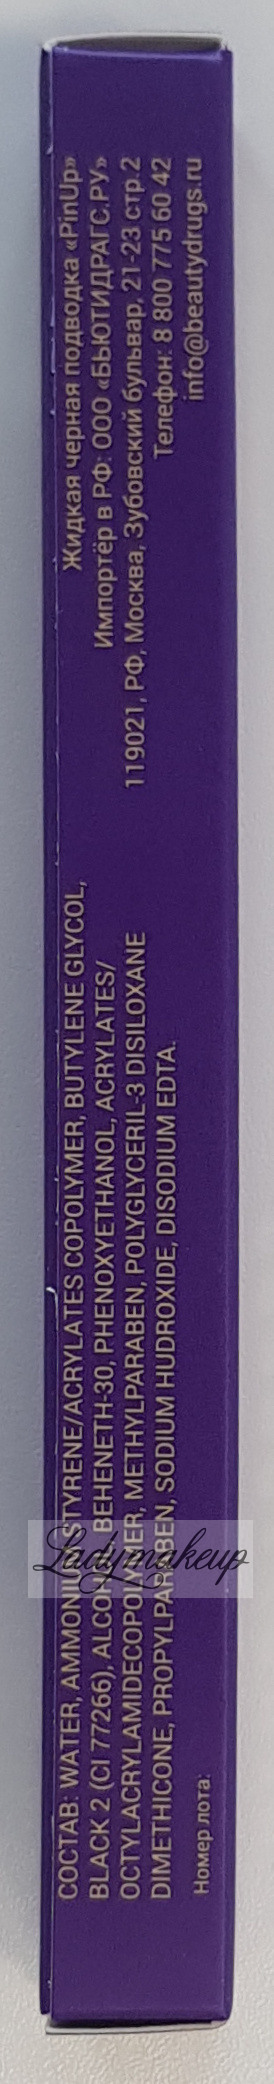 СОСТАВ: WATER, AMMONIUM STYRENE/ACRYLATES COPOLYMER, BUTYLENE GLYCOL,
BLACK 2 (CI 77266), ALCOHOL, BEHENETH-30, PHENOXYETHANOL, ACRYLATES/
OCTYLACRYLAMIDECOPOLYMER, METHYLPARABEN, POLYGLYCERIL-3 DISILOXANE
DIMETHICONE, PROPYLPARABEN, SODIUM HUDROXIDE, DISODIUM EDTA.
Номер лота:
Жидкая черная подводка «PinUp»
Импортёр в РФ: ООО «БЬЮТИДРАГС.РУ»
119021, РФ, Москва, Зубовский бульвар, 21-23 стр.2
Телефон: 8 800 775 60 42
info@beautydrugs.ru
Ladymakeup